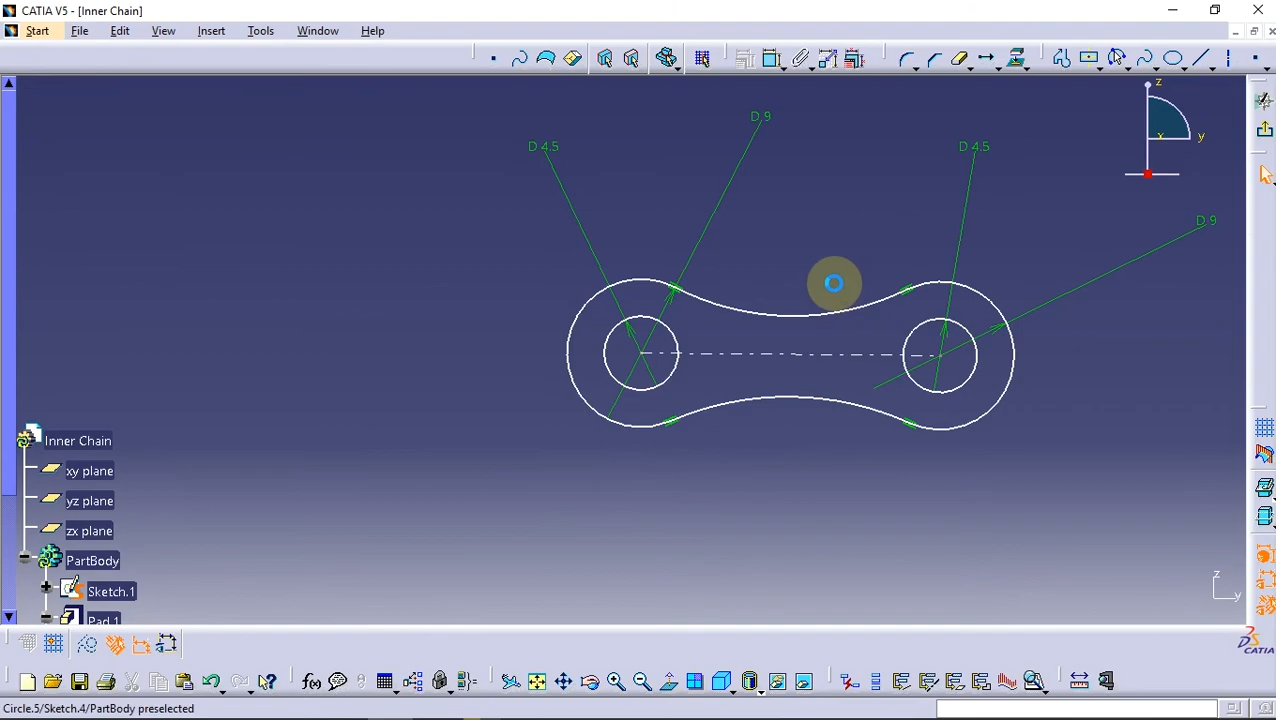 CATIA V5 - [Inner Chain]
Start File Edit View Insert Tools Window Help
z
x y
D 9
D 4.5
D 4.5
D 9
Inner Chain
xy plane
yz plane
zx plane
PartBody
Sketch.1
Pad.1
z
y
CATIA
f(x)
Circle.5/Sketch.4/PartBody preselected